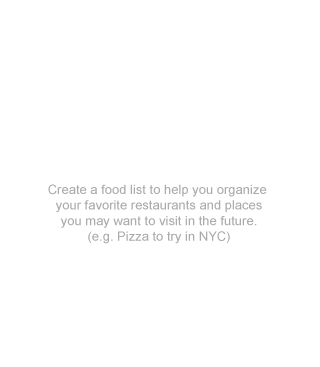 Create a food list to help you organize
your favorite restaurants and places
you may want to visit in the future.
(e.g. Pizza to try in NYC)